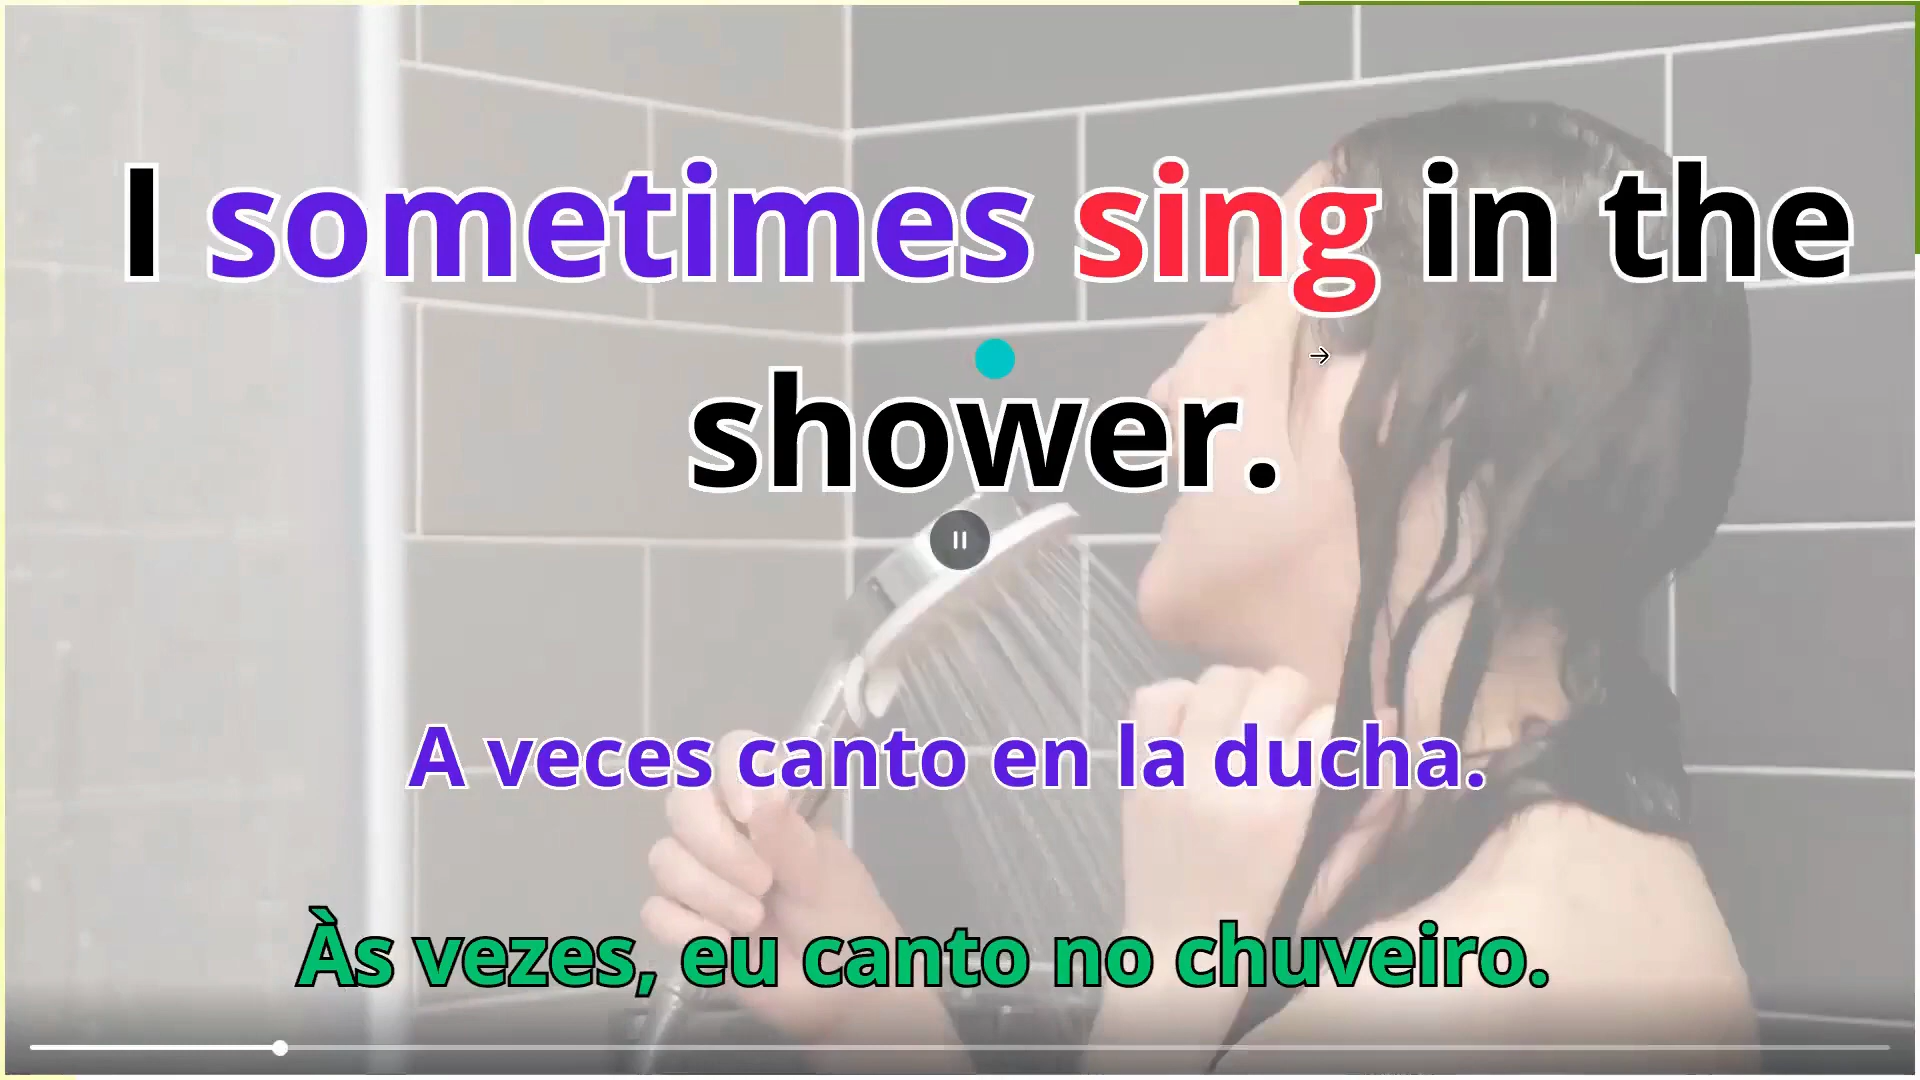 I sometimes sing in the
shower.
A veces canto en la ducha.
Às vezes, eu canto no chuveiro.